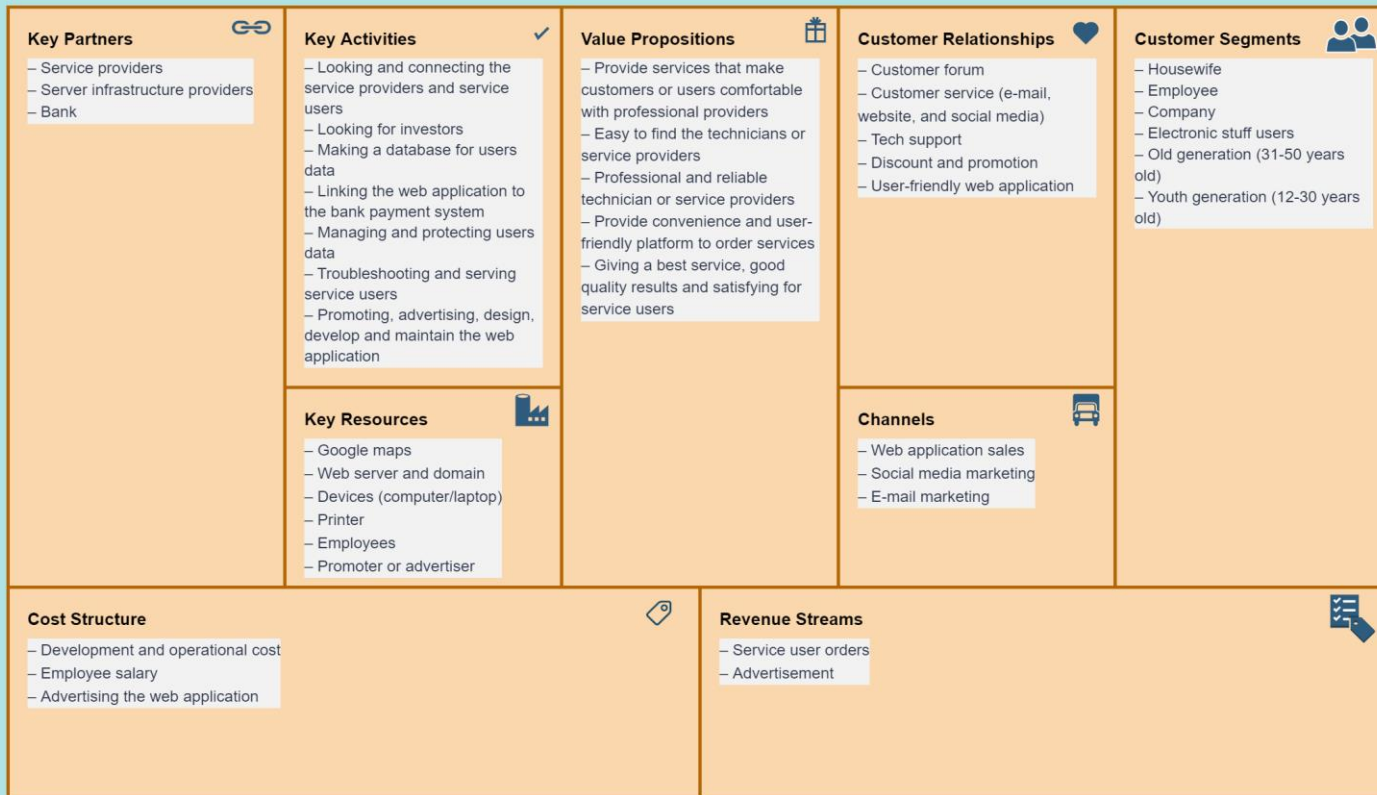 Key Partners
– Service providers
– Server infrastructure providers
– Bank
Key Activities
– Looking and connecting the
service providers and service
users
– Looking for investors
– Making a database for users
data
– Linking the web application to
the bank payment system
– Managing and protecting users
data
– Troubleshooting and serving
service users
– Promoting, advertising, design,
develop and maintain the web
application
Key Resources
– Google maps
– Web server and domain
– Devices (computer/laptop)
– Printer
– Employees
– Promoter or advertiser
Value Propositions
– Provide services that make
customers or users comfortable
with professional providers
– Easy to find the technicians or
service providers
– Professional and reliable
technician or service providers
– Provide convenience and user-
friendly platform to order services
– Giving a best service, good
quality results and satisfying for
service users
Customer Relationships
– Customer forum
– Customer service (e-mail,
website, and social media)
– Tech support
– Discount and promotion
– User-friendly web application
Channels
– Web application sales
– Social media marketing
– E-mail marketing
Customer Segments
– Housewife
– Employee
– Company
– Electronic stuff users
– Old generation (31-50 years
old)
– Youth generation (12-30 years
old)
Cost Structure
– Development and operational cost
– Employee salary
– Advertising the web application
Revenue Streams
– Service user orders
– Advertisement